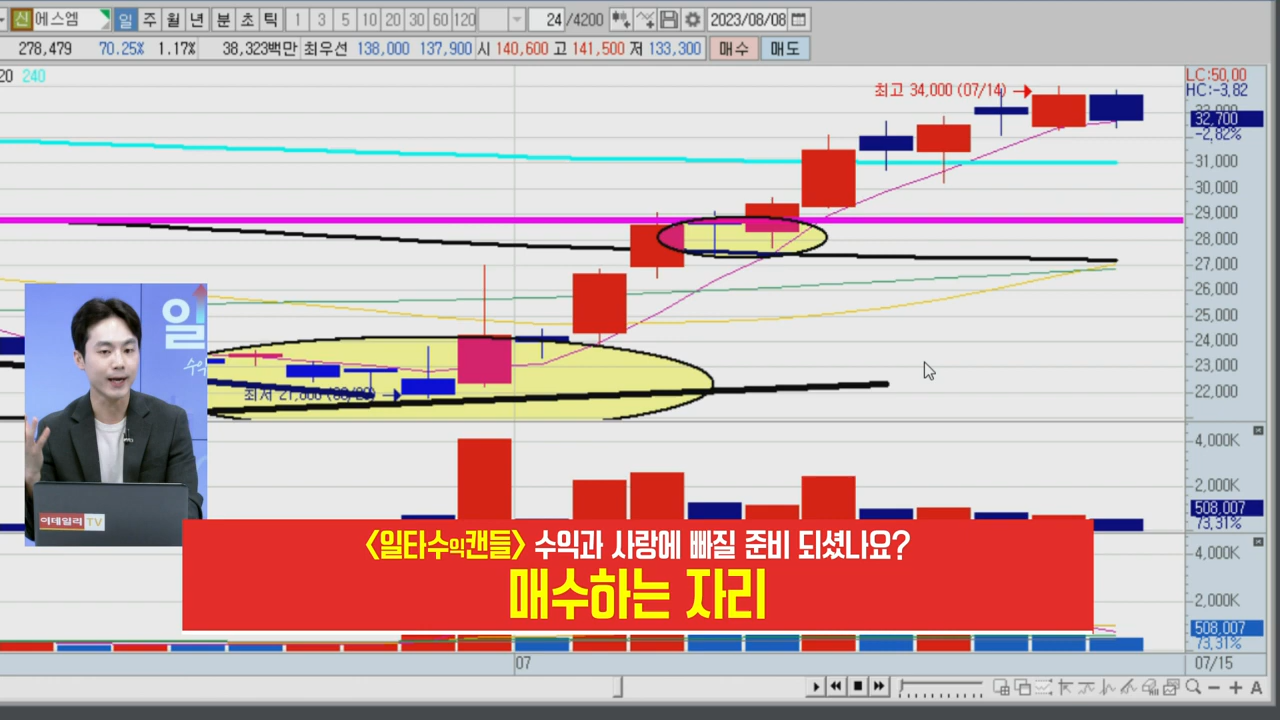 신 에스엠 일 주 월 년 분 초 틱 1 3 5 10 20 30 60 120 24 /4200 2023/08/08
278,479 70.25% 1.17% 38,323백만 최우선 138,000 137,900 시 140,600 고 141,500 저 133,300 매수 매도
20 240
최고 34,000 (07/14)
LC:50,00
HC:-3,82
33,000
32,700
-2,82%
31,000
30,000
29,000
28,000
27,000
26,000
25,000
24,000
23,000
22,000
일
수익
최저
4,000K
2,000K
508,007
73,31%
이데일리TV
<일타수익캔들> 수익과 사랑에 빠질 준비 되셨나요?
매수하는 자리
4,000K
2,000K
508,007
73,31%
07
07/15
A